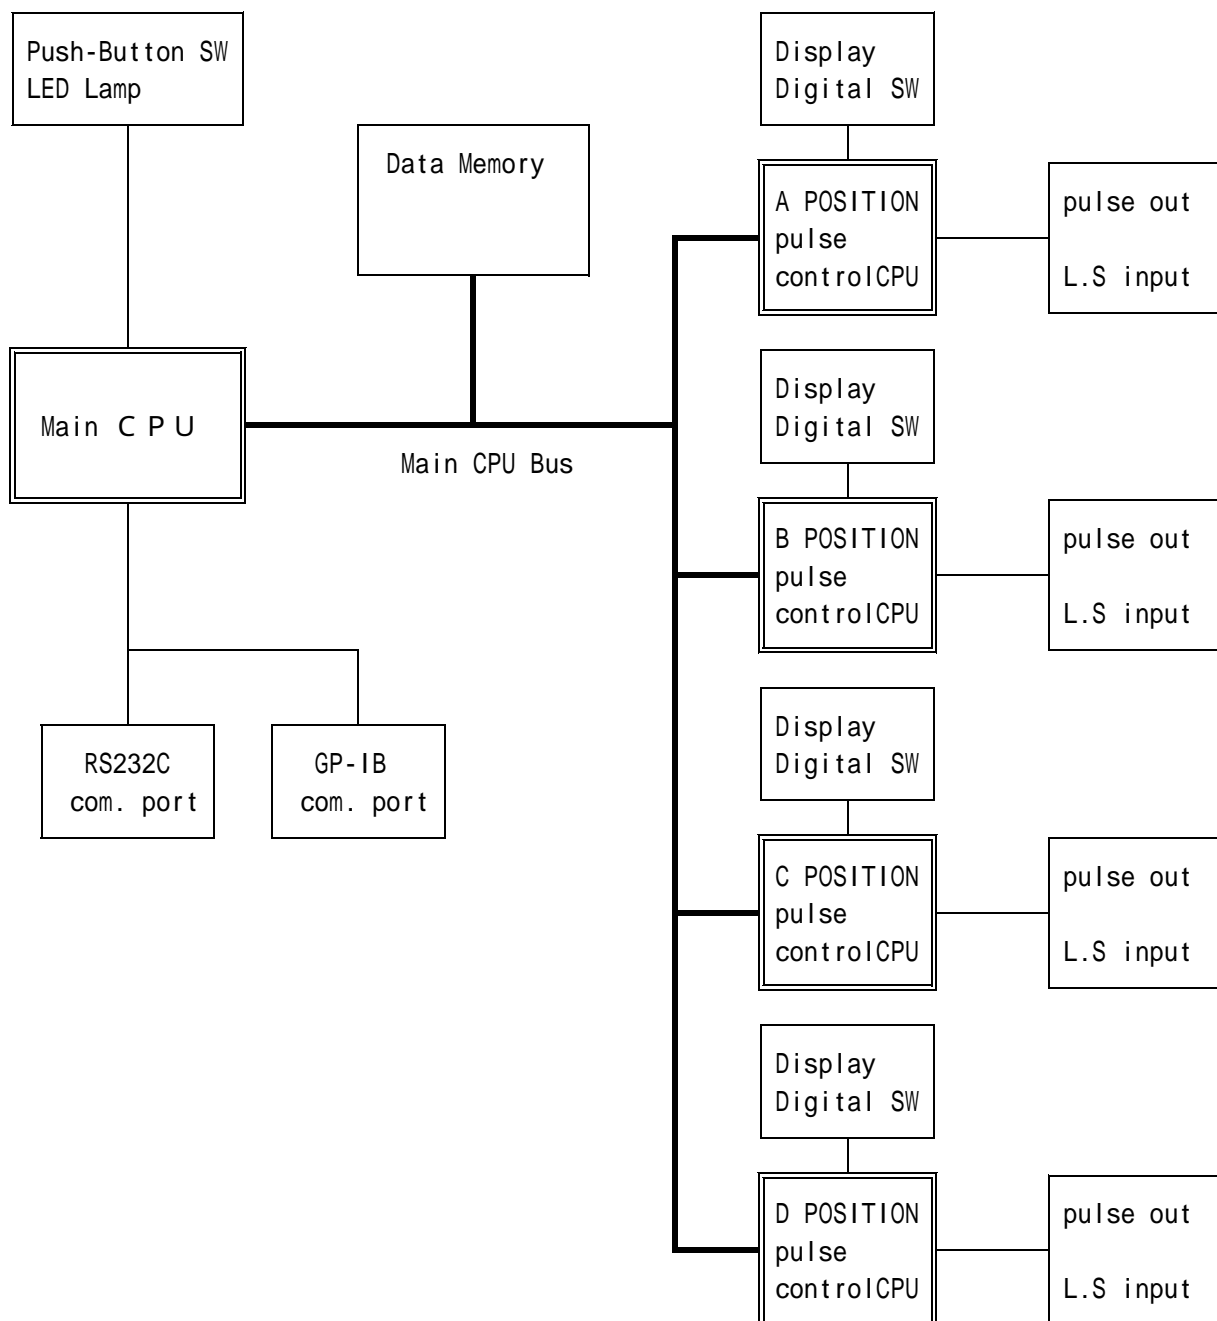 Push-Button SW
LED Lamp
Data Memory
Main ＣＰＵ
Main CPU Bus
RS232C
com. port
GP-IB
com. port
Display
Digital SW
A POSITION
pulse
controlCPU
pulse out
L.S input
Display
Digital SW
B POSITION
pulse
controlCPU
pulse out
L.S input
Display
Digital SW
C POSITION
pulse
controlCPU
pulse out
L.S input
Display
Digital SW
D POSITION
pulse
controlCPU
pulse out
L.S input